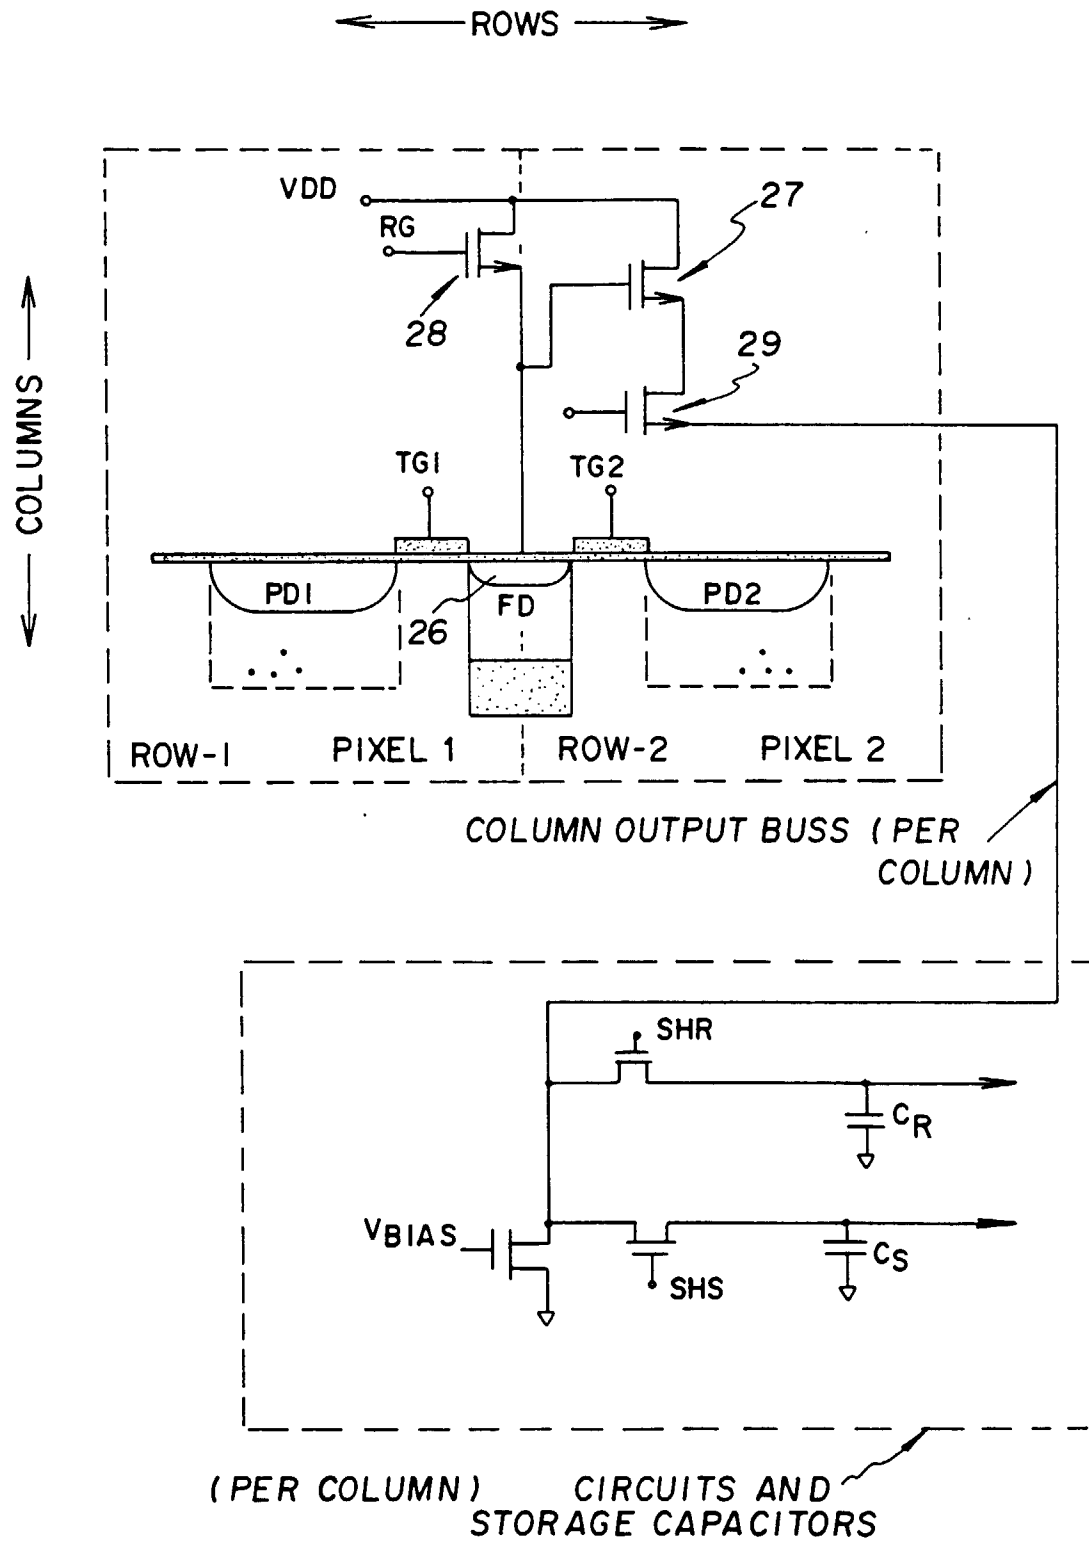 ROWS
COLUMNS
VDD
27
RG
28
29
TG1
TG2
PD1
FD
PD2
26
ROW-1
PIXEL 1
ROW-2
PIXEL 2
COLUMN OUTPUT BUSS (PER
COLUMN)
SHR
CR
VBIAS
CS
SHS
(PER COLUMN) CIRCUITS AND
STORAGE CAPACITORS